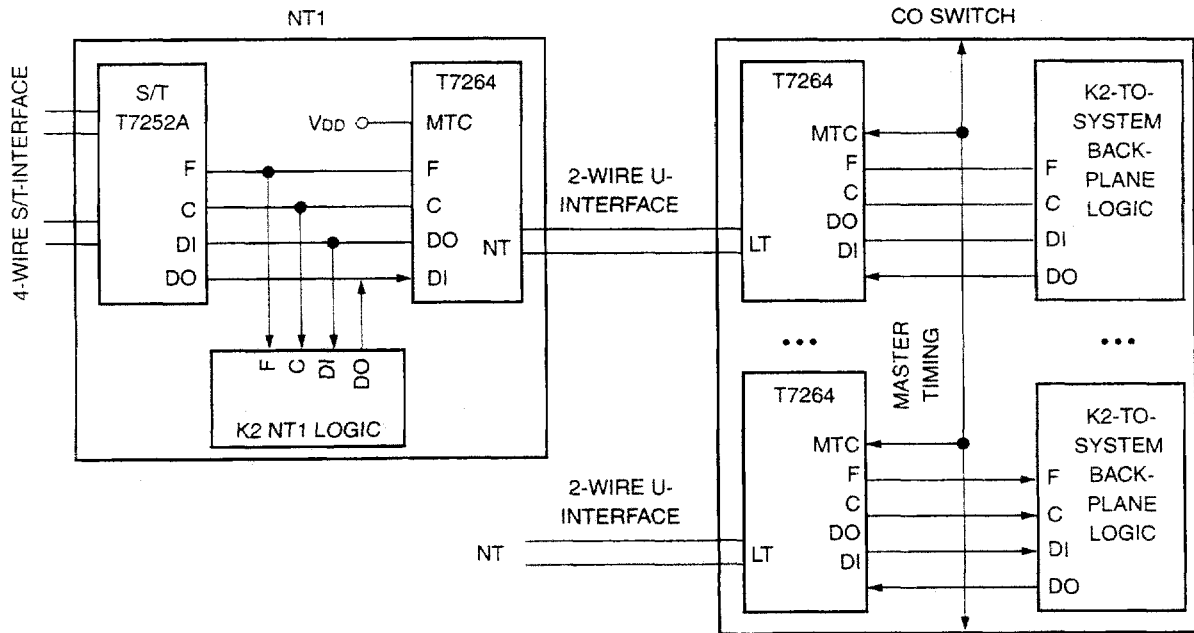 NT1
S/T
T7252A
F
C
DI
DO
T7264
VDD
MTC
F
C
DO
DI
NT
4-WIRE S/T-INTERFACE
F
C
DI
DO
K2 NT1 LOGIC
2-WIRE U-
INTERFACE
CO SWITCH
T7264
MTC
F
C
DO
DI
LT
K2-TO-
SYSTEM
BACK-
PLANE
LOGIC
F
C
DI
DO
...
MASTER
TIMING
...
2-WIRE U-
INTERFACE
NT
T7264
MTC
F
C
DO
DI
LT
K2-TO-
SYSTEM
BACK-
PLANE
LOGIC
F
C
DI
DO